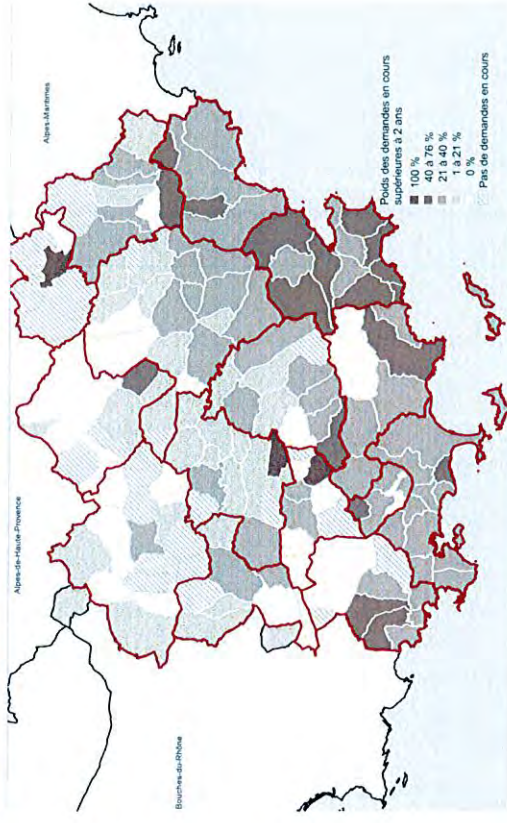 Alpes-Maritimes
Alpes-de-Haute-Provence
Bouches-du-Rhône
Poids des demandes en cours
supérieures à 2 ans
100 %
40 à 76 %
21 à 40 %
1 à 21 %
0 %
Pas de demandes en cours